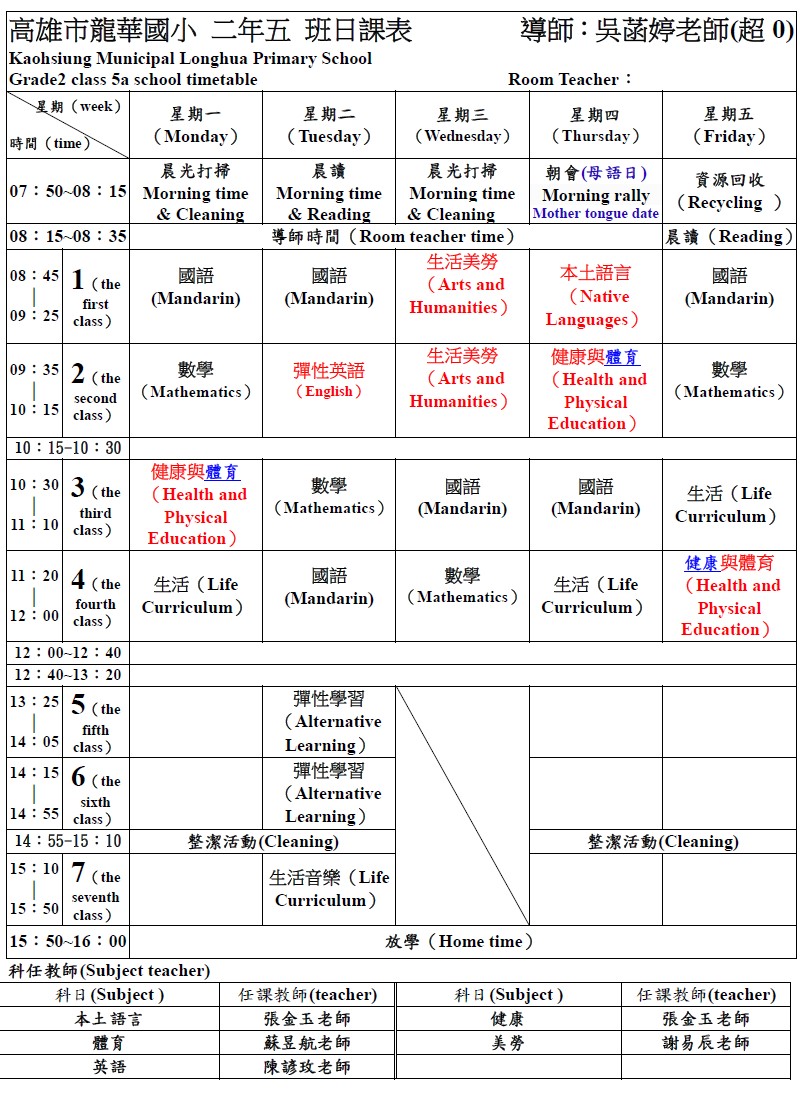 高雄市龍華國小 二年五 班日課表 導師：吳菡婷老師(超 0)
Kaohsiung Municipal Longhua Primary School
Grade2 class 5a school timetable Room Teacher：
星期（week）
時間（time）
星期一
（Monday）
星期二
（Tuesday）
星期三
（Wednesday）
星期四
（Thursday）
星期五
（Friday）
07：50~08：15
晨光打掃
Morning time
& Cleaning
晨讀
Morning time
& Reading
晨光打掃
Morning time
& Cleaning
朝會(母語日)
Morning rally
Mother tongue date
資源回收
（Recycling ）
08：15~08：35
導師時間（Room teacher time）
晨讀（Reading）
08：45
｜
09：25
1（the
first
class）
國語
(Mandarin)
國語
(Mandarin)
生活美勞
（Arts and
Humanities）
本土語言
（Native
Languages）
國語
(Mandarin)
09：35
｜
10：15
2（the
second
class）
數學
（Mathematics）
彈性英語
（English）
生活美勞
（Arts and
Humanities）
健康與體育
（Health and
Physical
Education）
數學
（Mathematics）
10：15-10：30
10：30
｜
11：10
3（the
third
class）
健康與體育
（Health and
Physical
Education）
數學
（Mathematics）
國語
(Mandarin)
國語
(Mandarin)
生活（Life
Curriculum）
11：20
｜
12：00
4（the
fourth
class）
生活（Life
Curriculum）
國語
(Mandarin)
數學
（Mathematics）
生活（Life
Curriculum）
健康與體育
（Health and
Physical
Education）
12：00~12：40
12：40~13：20
13：25
｜
14：05
5（the
fifth
class）
彈性學習
（Alternative
Learning）
14：15
｜
14：55
6（the
sixth
class）
彈性學習
（Alternative
Learning）
14：55-15：10
整潔活動(Cleaning)
整潔活動(Cleaning)
15：10
｜
15：50
7（the
seventh
class）
生活音樂（Life
Curriculum）
15：50~16：00
放學（Home time）
科任教師(Subject teacher)
科目(Subject ) 任課教師(teacher) 科目(Subject ) 任課教師(teacher)
本土語言 張金玉老師 健康 張金玉老師
體育 蘇昱航老師 美勞 謝易辰老師
英語 陳諺玫老師